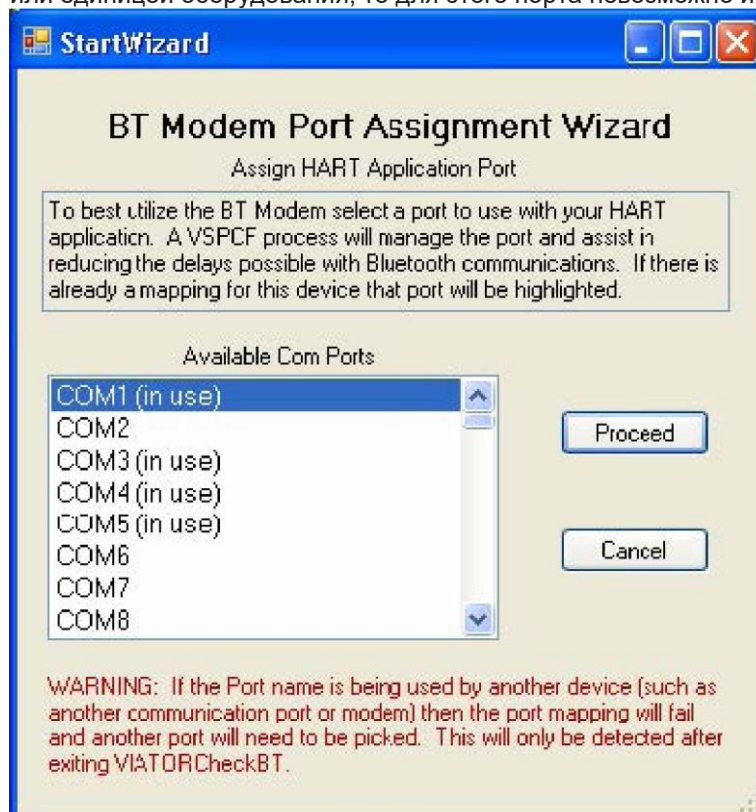 или единицей оборудования, то для этого порта невозможно и
StartWizard
BT Modem Port Assignment Wizard
Assign HART Application Port
To best utilize the BT Modem select a port to use with your HART
application. A VSPCF process will manage the port and assist in
reducing the delays possible with Bluetooth communications. If there is
already a mapping for this device that port will be highlighted.
Available Com Ports
COM1 (in use)
COM2
COM3 (in use)
COM4 (in use)
COM5 (in use)
COM6
COM7
COM8
Proceed
Cancel
WARNING: If the Port name is being used by another device (such as
another communication port or modem) then the port mapping will fail
and another port will need to be picked. This will only be detected after
exiting VIATORCheckBT.